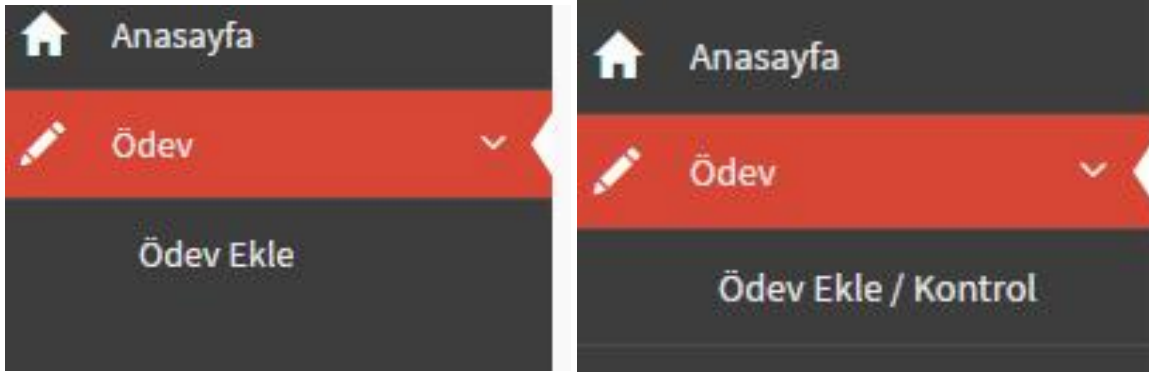 Anasayfa
Ödev
Ödev Ekle
Anasayfa
Ödev
Ödev Ekle / Kontrol